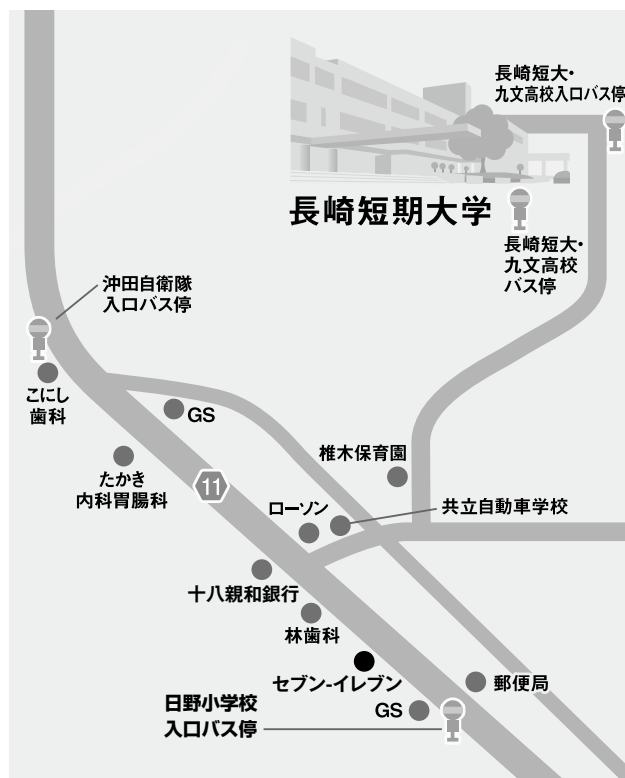 長崎短大・
九文高校入口バス停
長崎短期大学
長崎短大・
九文高校
バス停
沖田自衛隊
入口バス停
こにし
歯科
GS
たかき
内科胃腸科
11
椎木保育園
ローソン
共立自動車学校
十八親和銀行
林歯科
セブン-イレブン
郵便局
日野小学校
入口バス停
GS